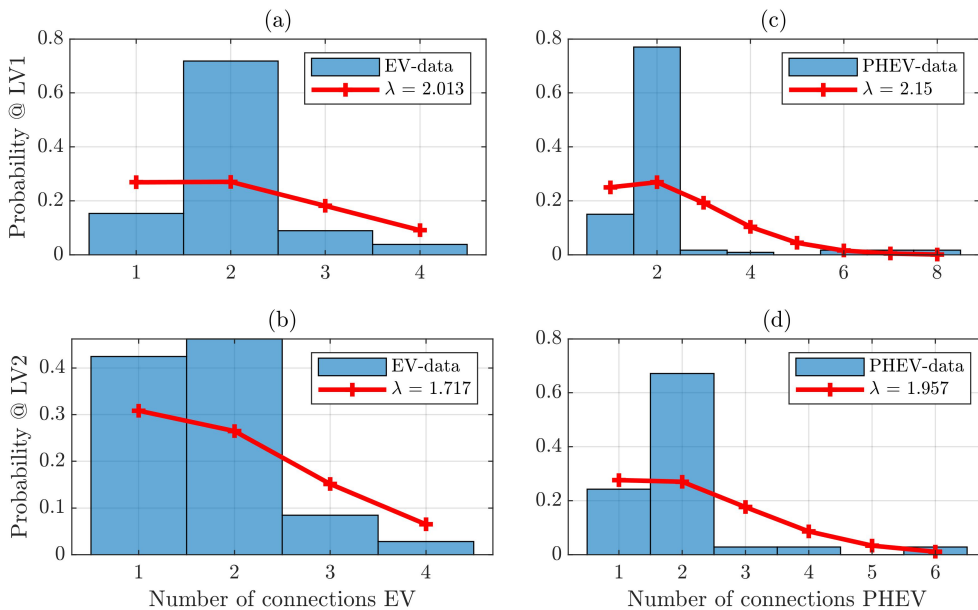 (a)
Probability @ LV1
0.8
0.6
0.4
0.2
0
EV-data
λ = 2.013
1 2 3 4
(c)
0.8
0.6
0.4
0.2
0
PHEV-data
λ = 2.15
2 4 6 8
(b)
Probability @ LV2
0.4
0.3
0.2
0.1
0
EV-data
λ = 1.717
1 2 3 4
Number of connections EV
(d)
0.8
0.6
0.4
0.2
0
PHEV-data
λ = 1.957
1 2 3 4 5 6
Number of connections PHEV